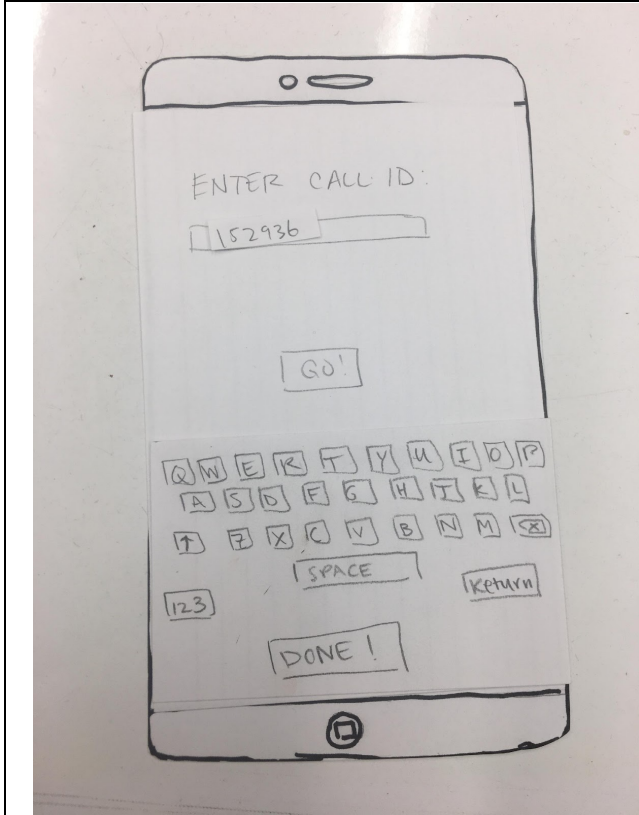 ENTER CALL ID:
152936
GO!
Q W E R T Y U I O P
A S D F G H J K L
↑ Z X C V B N M X
SPACE
Return
123
DONE!